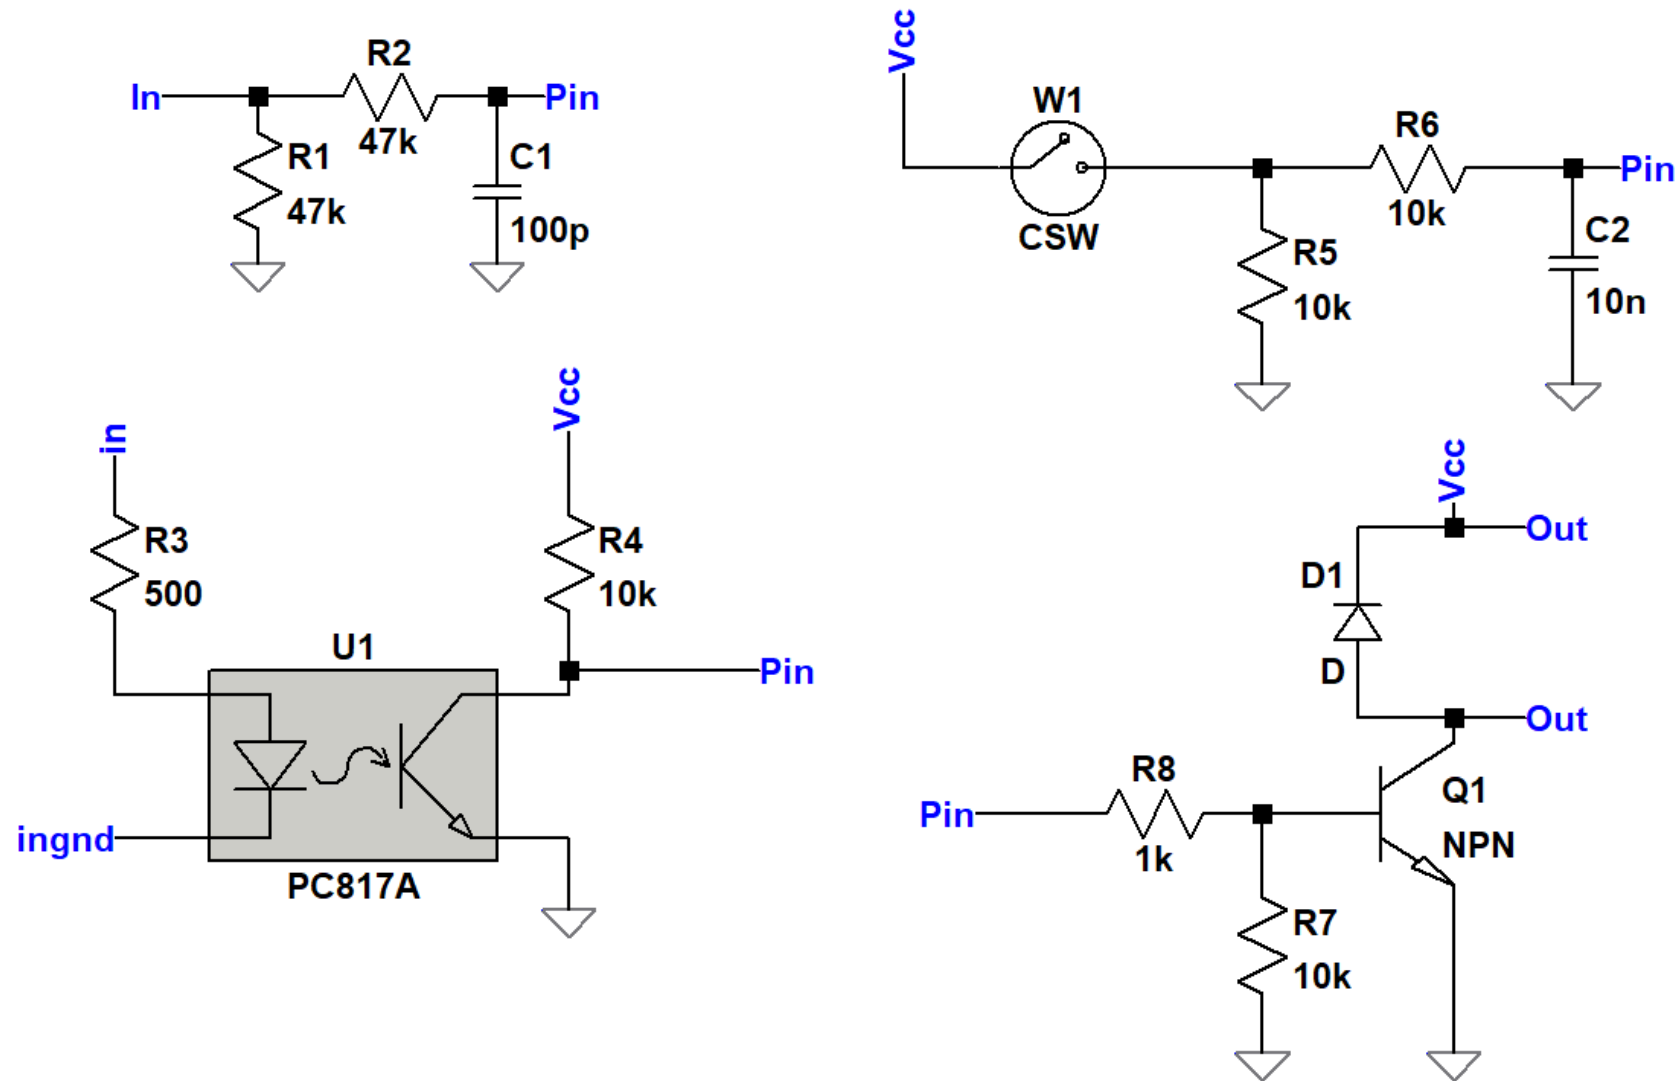 R2
In
Pin
47k
R1
47k
C1
100p
Vcc
W1
CSW
R6
10k
Pin
R5
10k
C2
10n
in
R3
500
Vcc
R4
10k
U1
Pin
ingnd
PC817A
Vcc
Out
D1
D
Out
R8
Pin
1k
Q1
NPN
R7
10k